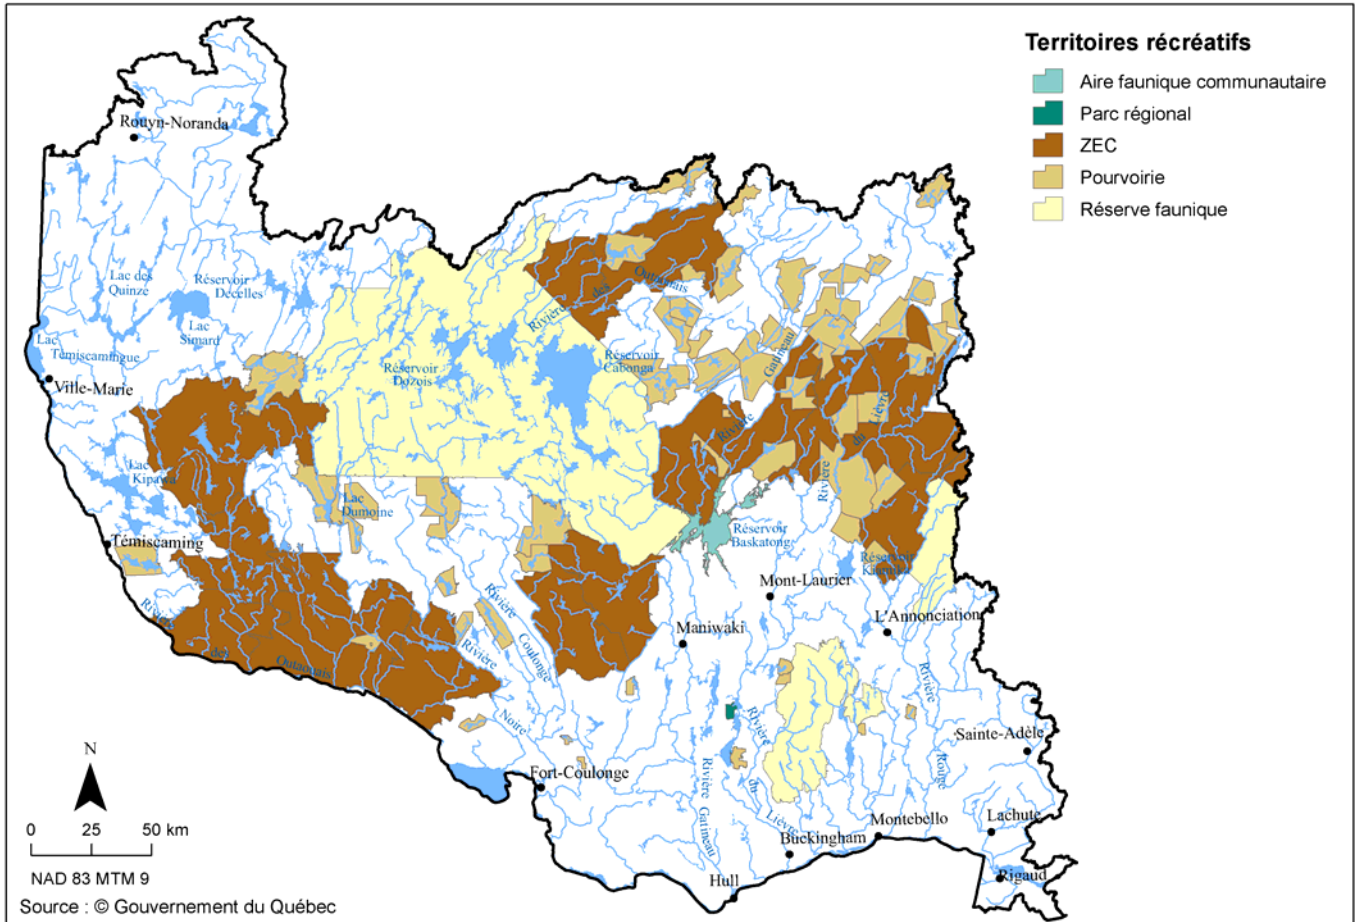 Territoires récréatifs
Aire faunique communautaire
Parc régional
ZEC
Pourvoirie
Réserve faunique
Rouyn-Noranda
Lac des
Quinze
Réservoir
Decelles
Lac
Simard
Lac
Témiscamingue
Ville-Marie
Réservoir
Dozois
Rivière des Outaouais
Réservoir
Cabonga
Rivière Gatineau
Rivière du Lièvre
Lac
Kipawa
Lac
Dumoine
Témiscaming
Réservoir
Baskatong
Réservoir
Kiamika
Mont-Laurier
L'Annonciation
Maniwaki
Rivière des Outaouais
Rivière Coulonge
Rivière Noire
Rivière du Lièvre
Rivière Rouge
Sainte-Adèle
Rivière Gatineau
Fort-Coulonge
Lachute
Montebello
Buckingham
Rigaud
Hull
N
0 25 50 km
NAD 83 MTM 9
Source : © Gouvernement du Québec